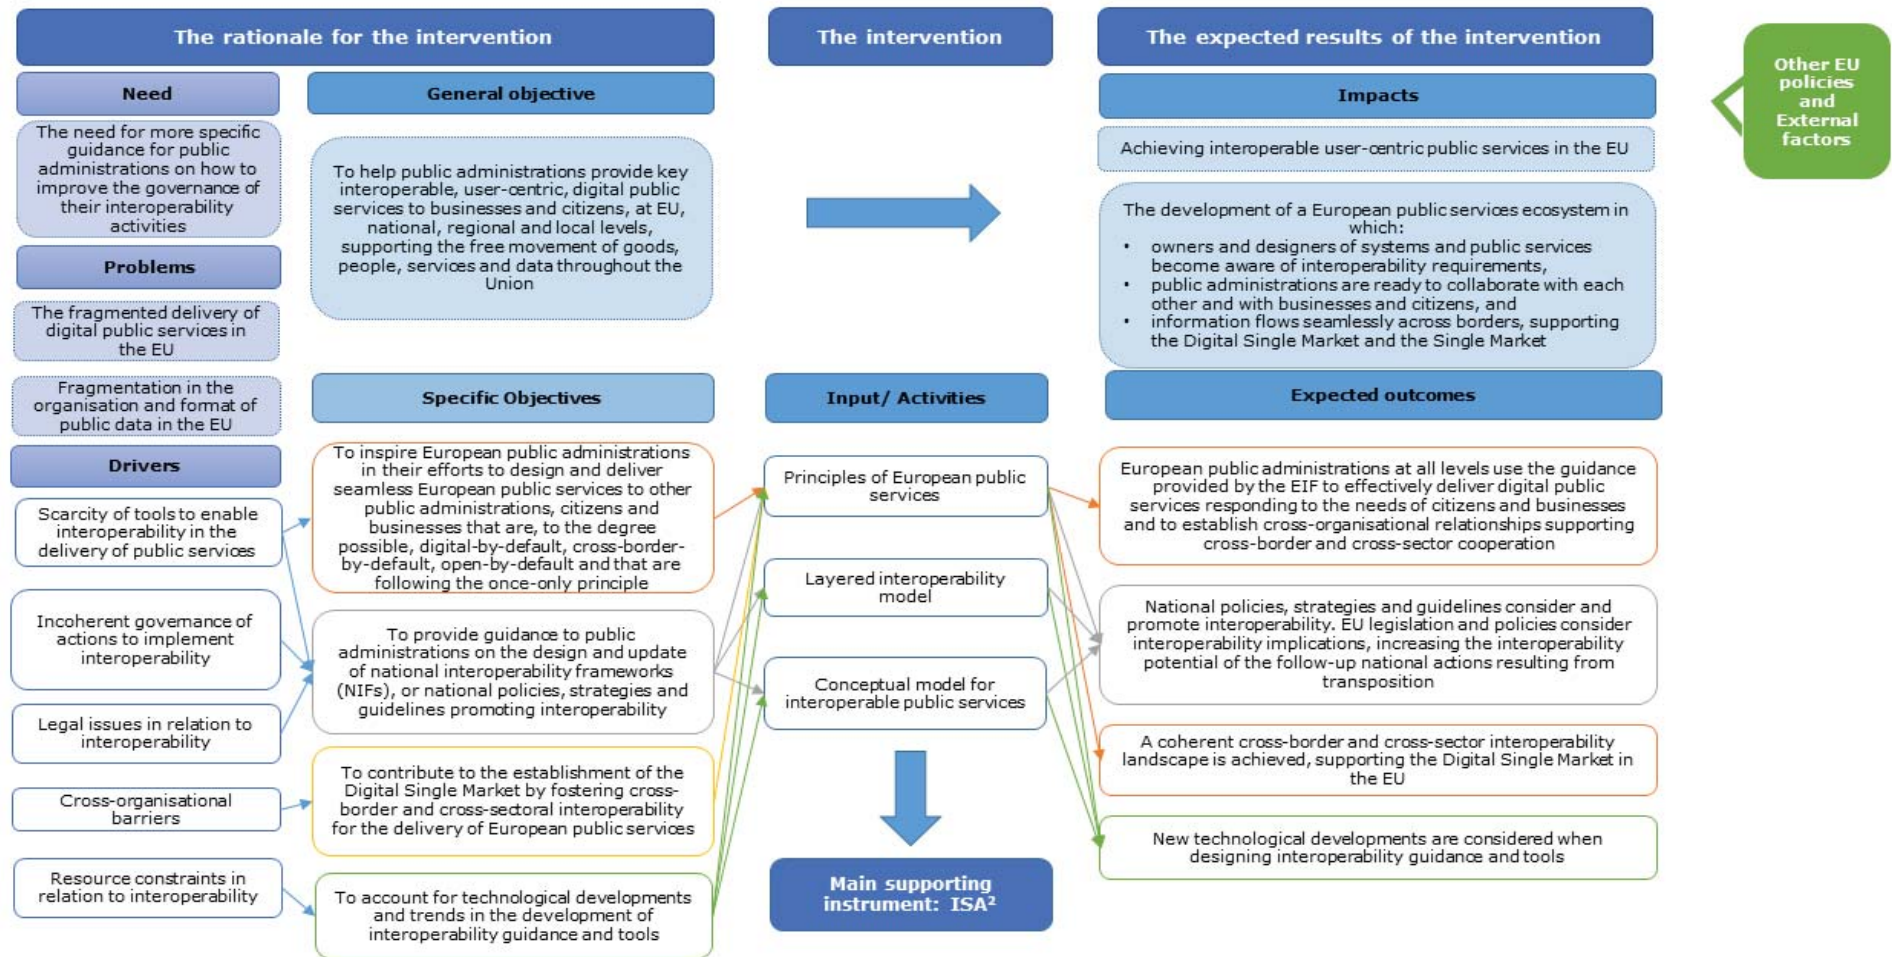 The rationale for the intervention
The intervention
The expected results of the intervention
Other EU
policies
and
External
factors
Need
General objective
Impacts
The need for more specific
guidance for public
administrations on how to
improve the governance of
their interoperability
activities
To help public administrations provide key
interoperable, user-centric, digital public
services to businesses and citizens, at EU,
national, regional and local levels,
supporting the free movement of goods,
people, services and data throughout the
Union
Achieving interoperable user-centric public services in the EU
The development of a European public services ecosystem in
which:
• owners and designers of systems and public services
become aware of interoperability requirements,
• public administrations are ready to collaborate with each
other and with businesses and citizens, and
• information flows seamlessly across borders, supporting
the Digital Single Market and the Single Market
Problems
The fragmented delivery of
digital public services in
the EU
Fragmentation in the
organisation and format of
public data in the EU
Specific Objectives
Input/ Activities
Expected outcomes
Drivers
Scarcity of tools to enable
interoperability in the
delivery of public services
Incoherent governance of
actions to implement
interoperability
Legal issues in relation to
interoperability
Cross-organisational
barriers
Resource constraints in
relation to interoperability
To inspire European public administrations
in their efforts to design and deliver
seamless European public services to other
public administrations, citizens and
businesses that are, to the degree
possible, digital-by-default, cross-border-
by-default, open-by-default and that are
following the once-only principle
To provide guidance to public
administrations on the design and update
of national interoperability frameworks
(NIFs), or national policies, strategies and
guidelines promoting interoperability
To contribute to the establishment of the
Digital Single Market by fostering cross-
border and cross-sectoral interoperability
for the delivery of European public services
To account for technological developments
and trends in the development of
interoperability guidance and tools
Principles of European public
services
Layered interoperability
model
Conceptual model for
interoperable public services
Main supporting
instrument: ISA²
European public administrations at all levels use the guidance
provided by the EIF to effectively deliver digital public
services responding to the needs of citizens and businesses
and to establish cross-organisational relationships supporting
cross-border and cross-sector cooperation
National policies, strategies and guidelines consider and
promote interoperability. EU legislation and policies consider
interoperability implications, increasing the interoperability
potential of the follow-up national actions resulting from
transposition
A coherent cross-border and cross-sector interoperability
landscape is achieved, supporting the Digital Single Market in
the EU
New technological developments are considered when
designing interoperability guidance and tools